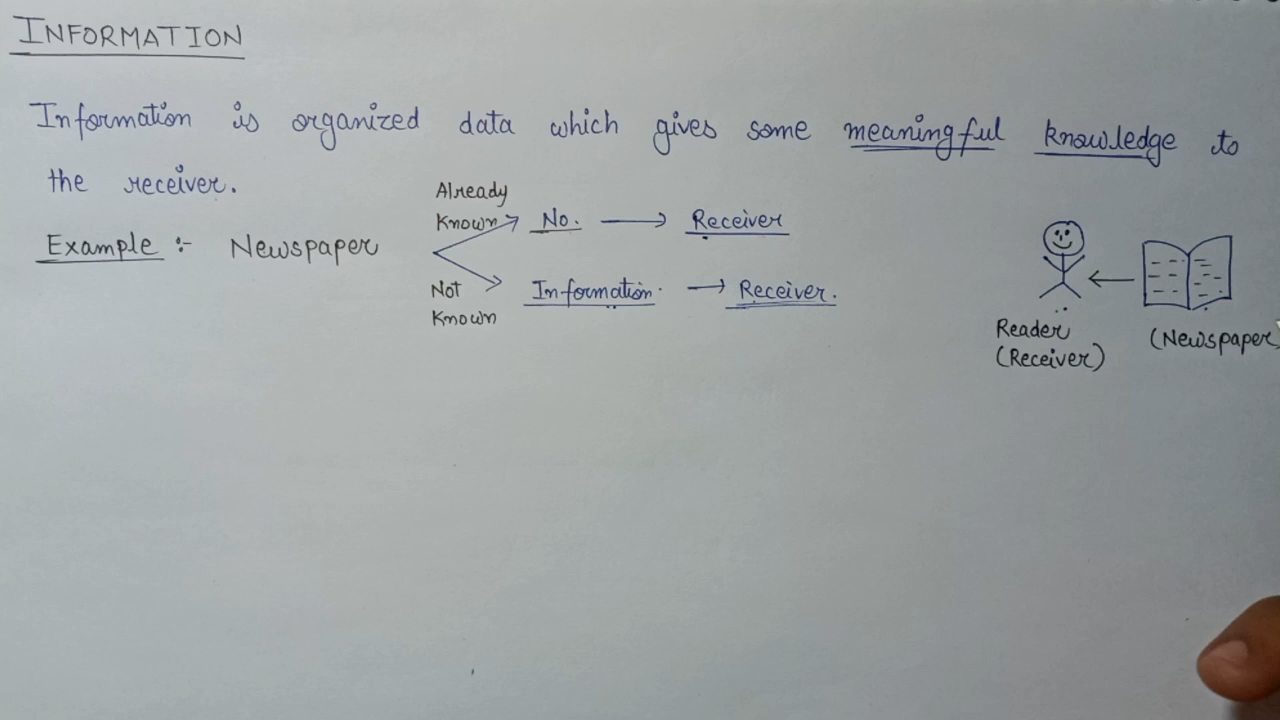 INFORMATION
Information is organized data which gives some meaningful knowledge to
the receiver.
Already
Known
No. → Receiver
Example :- Newspaper
Not
Known
Information. → Receiver.
Reader
(Receiver)
(Newspaper)